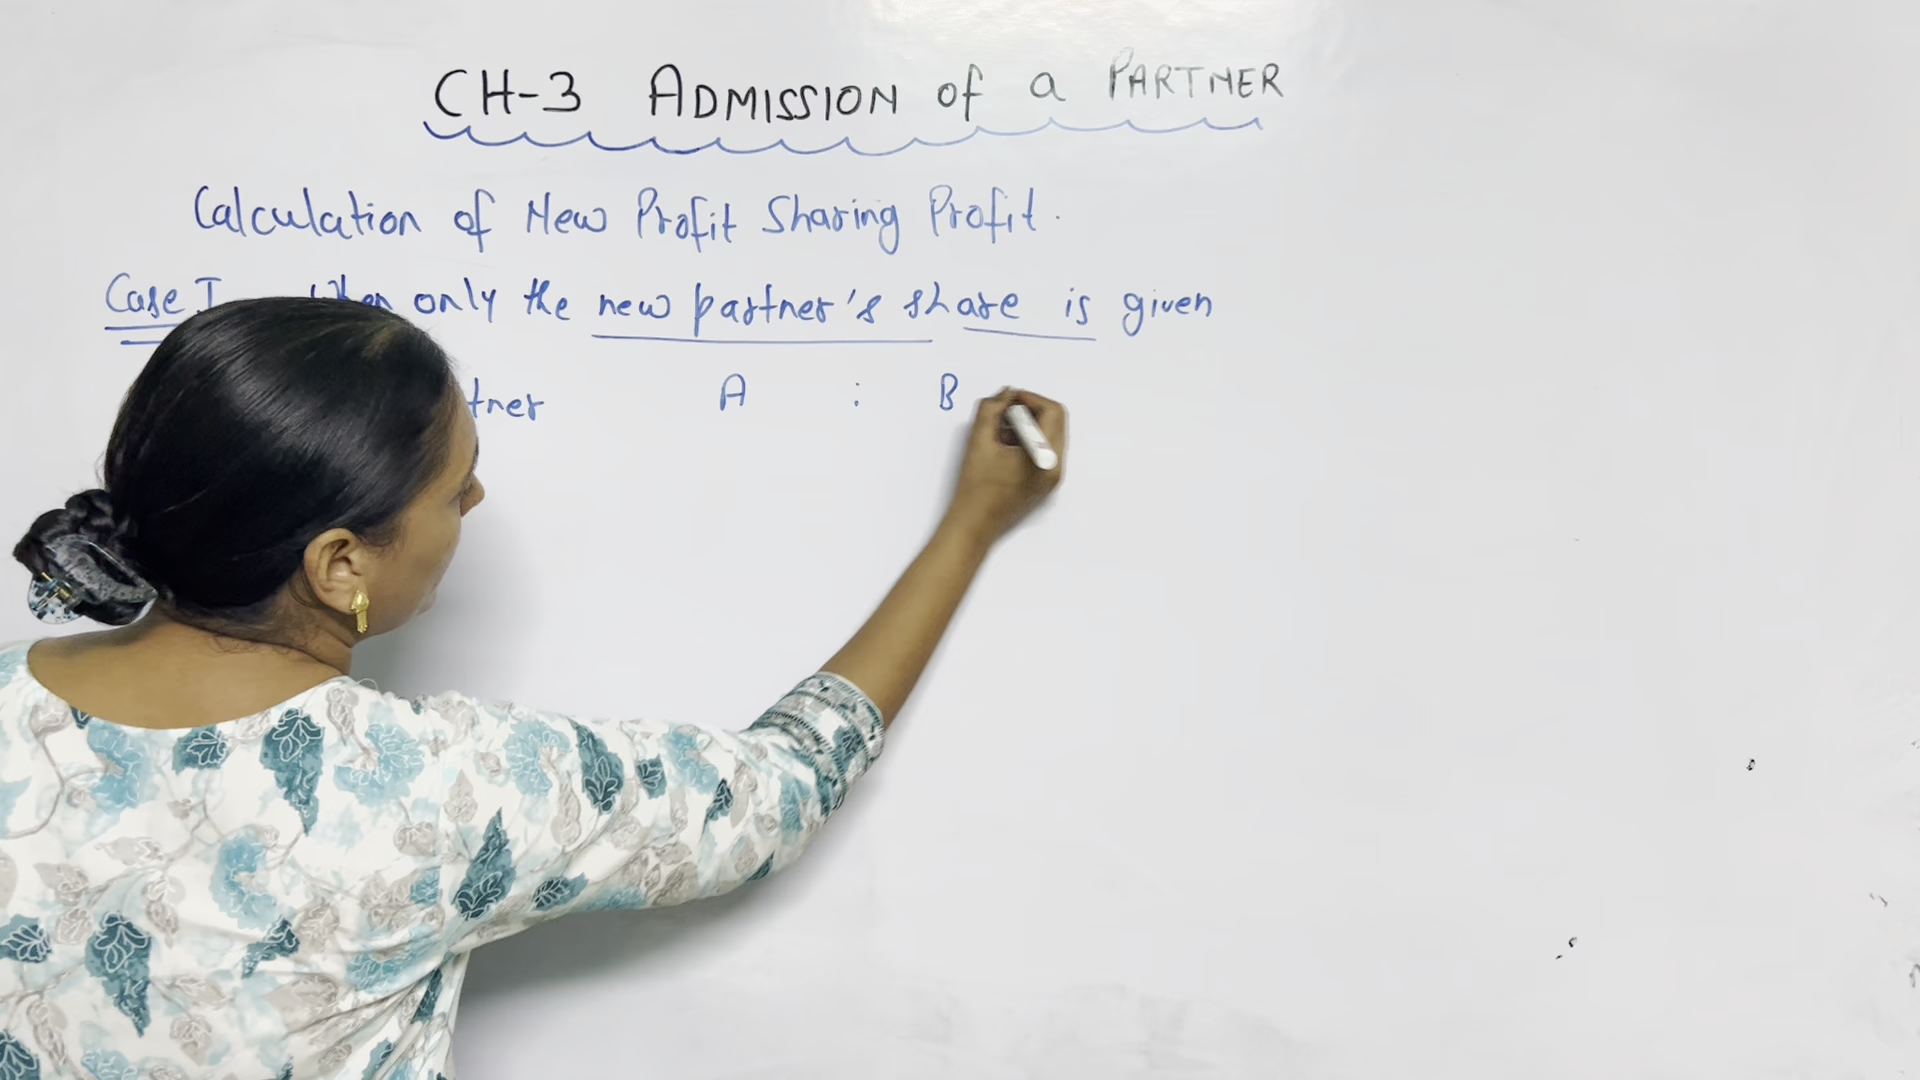 CH-3 ADMISSION of a PARTNER
Calculation of New Profit Sharing Profit.
Case I When only the new partner's share is given
A : B